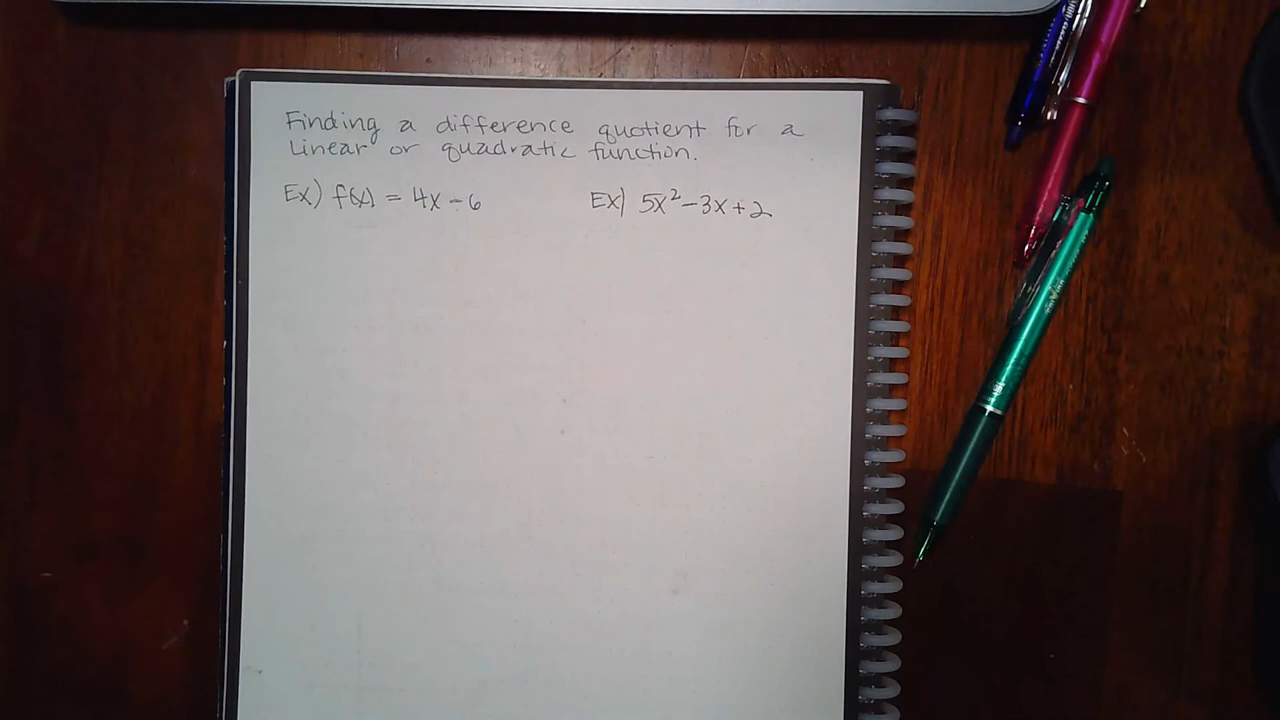 Finding a difference quotient for a
linear or quadratic function.
Ex) f(x) = 4x - 6
Ex) 5x² - 3x + 2